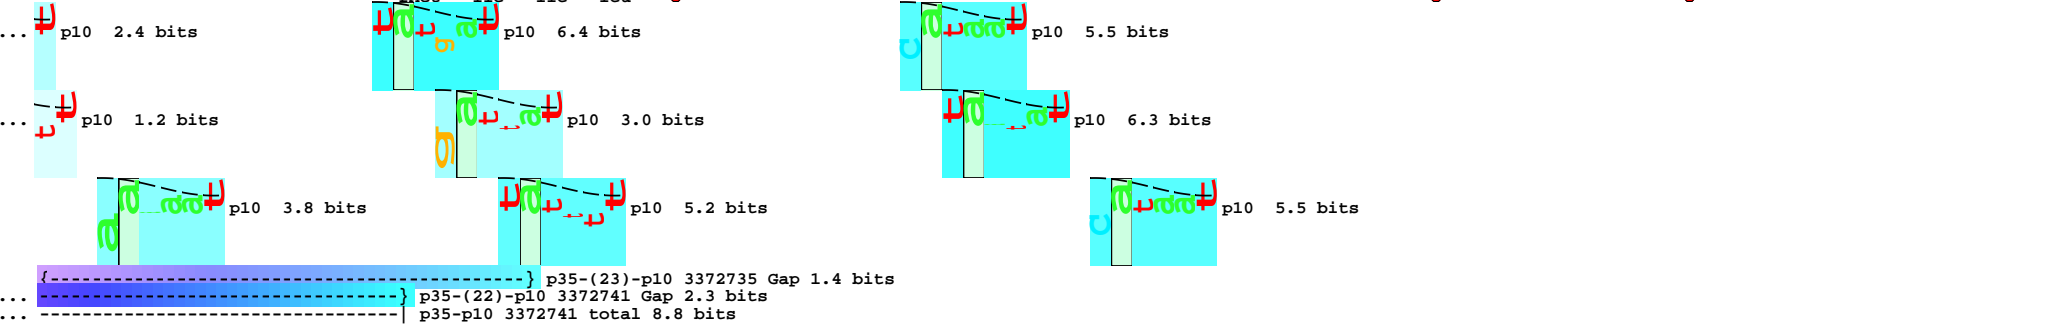 ... t p10 2.4 bits t a t g a t p10 6.4 bits c a t a a t p10 5.5 bits
... t t p10 1.2 bits g a t t a t p10 3.0 bits t a t a t p10 6.3 bits
a a a a t p10 3.8 bits t a t t t t p10 5.2 bits c a t a a t p10 5.5 bits
{----------------------------------------------} p35-(23)-p10 3372735 Gap 1.4 bits
... ----------------------------------} p35-(22)-p10 3372741 Gap 2.3 bits
... ----------------------------------| p35-p10 3372741 total 8.8 bits